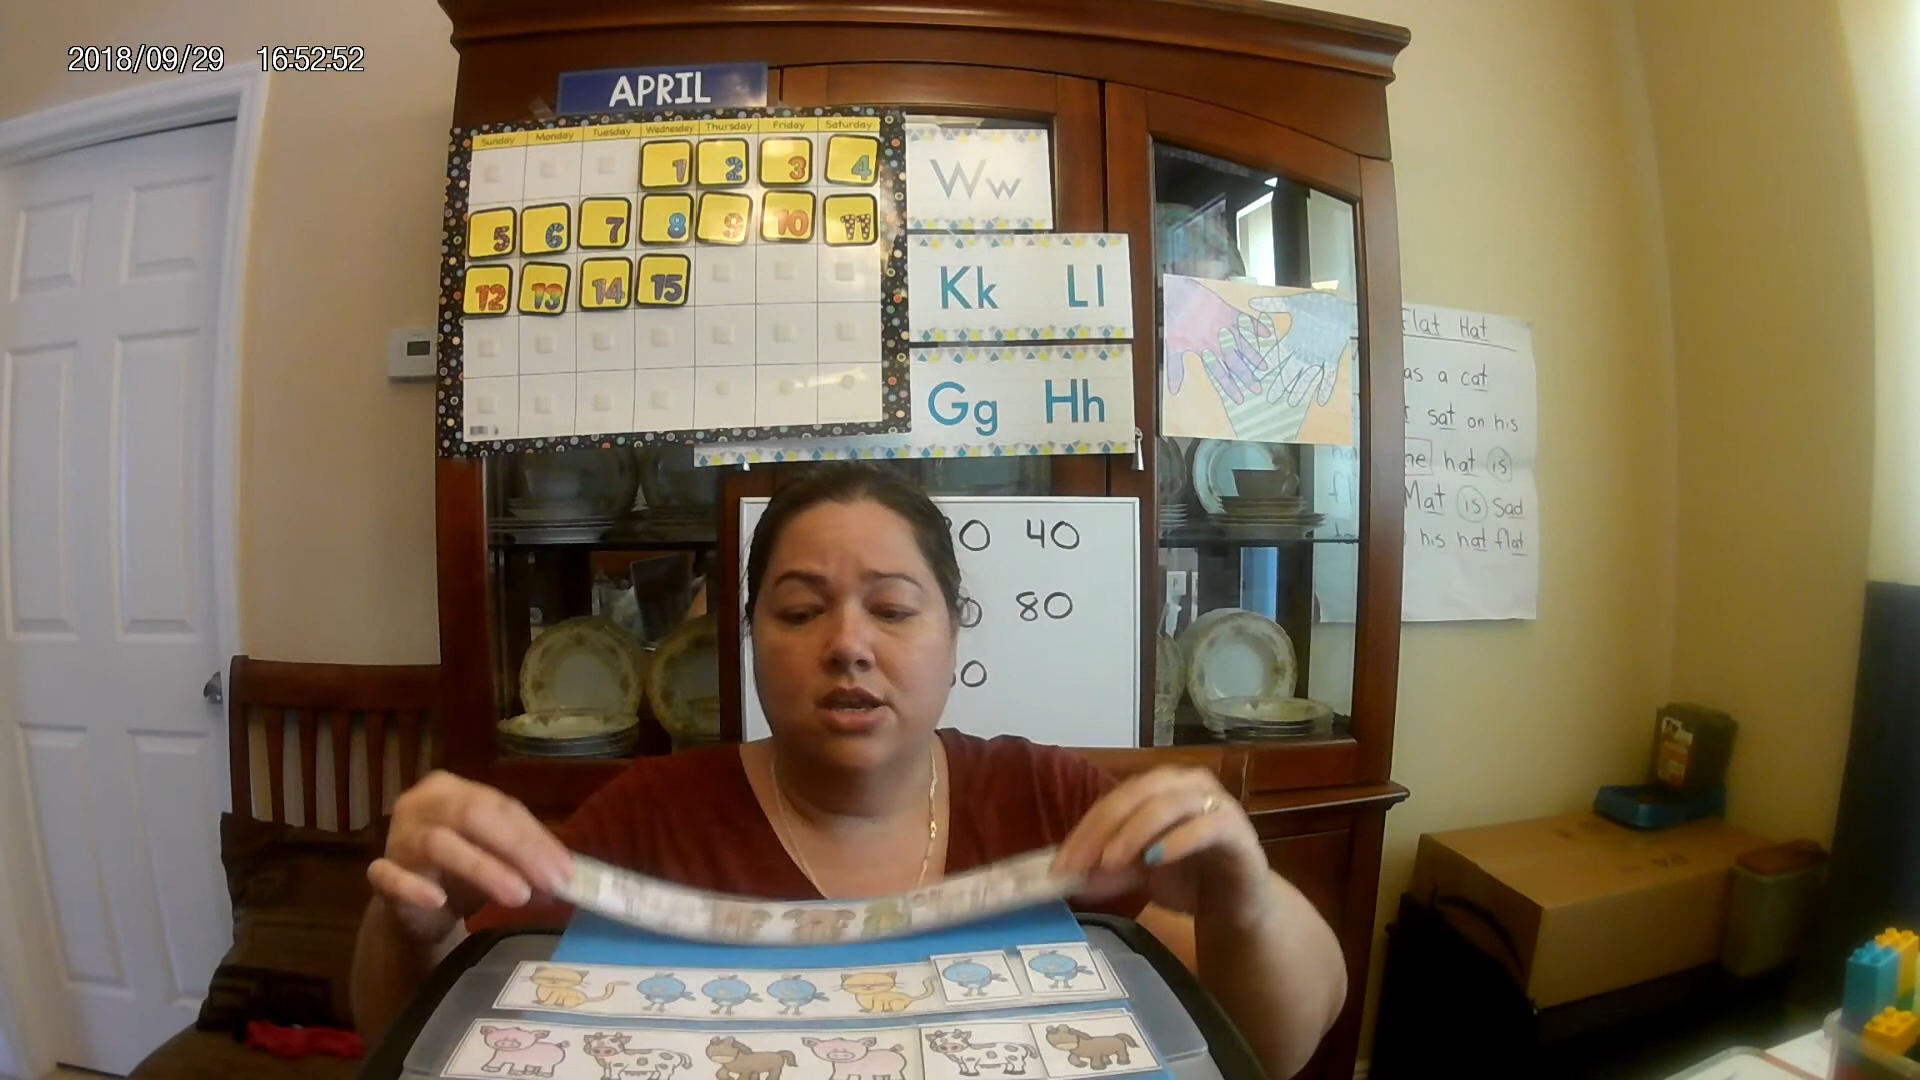 2018/09/29 16:52:52
APRIL
Sunday Monday Tuesday Wednesday Thursday Friday Saturday
1 2 3 4
5 6 7 8 9 10 11
12 13 14 15
Ww
Kk Ll
Gg Hh
40
80
Flat Hat
as a cat
sat on his
hat is
Mat is Sad
his hat flat